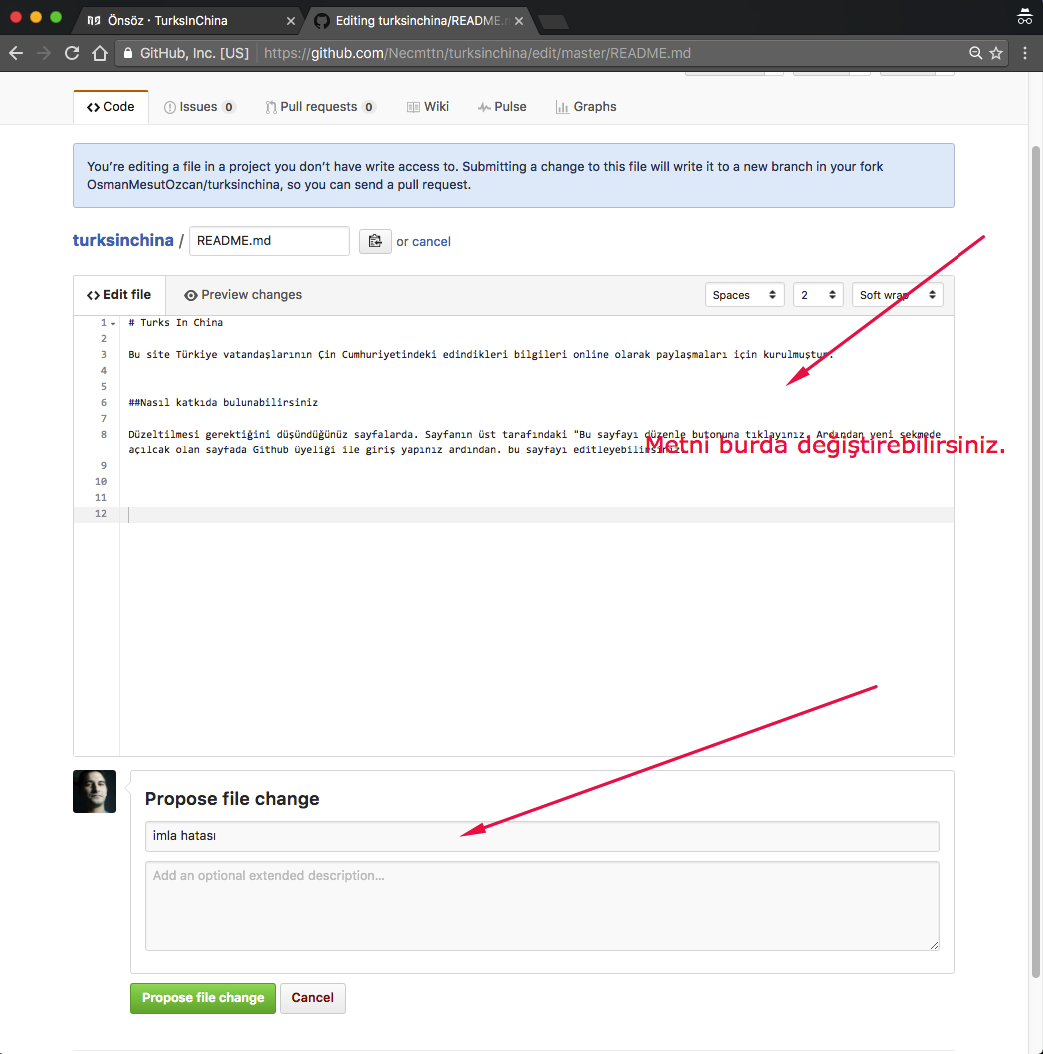 Önsöz · TurksInChina
Editing turksinchina/README.m
GitHub, Inc. [US]
https://github.com/Necmttn/turksinchina/edit/master/README.md
Code
Issues 0
Pull requests 0
Wiki
Pulse
Graphs
You're editing a file in a project you don't have write access to. Submitting a change to this file will write it to a new branch in your fork
OsmanMesutOzcan/turksinchina, so you can send a pull request.
turksinchina / README.md or cancel
Edit file
Preview changes
Spaces
2
Soft wrap
1 # Turks In China
2
3 Bu site Türkiye vatandaşlarının Çin Cumhuriyetindeki edindikleri bilgileri online olarak paylaşmaları için kurulmuştur.
4
5
6 ##Nasıl katkıda bulunabilirsiniz
7
8 Düzeltilmesi gerektiğini düşündüğünüz sayfalarda. Sayfanın üst tarafındaki "Bu sayfayı düzenle butonuna tıklayınız. Ardından yeni sekmede
açılcak olan sayfada Github üyeliği ile giriş yapınız ardından. bu sayfayı editleyebilirsiniz.
Metni burda değiştirebilirsiniz.
9
10
11
12
Propose file change
imla hatası
Add an optional extended description…
Propose file change
Cancel